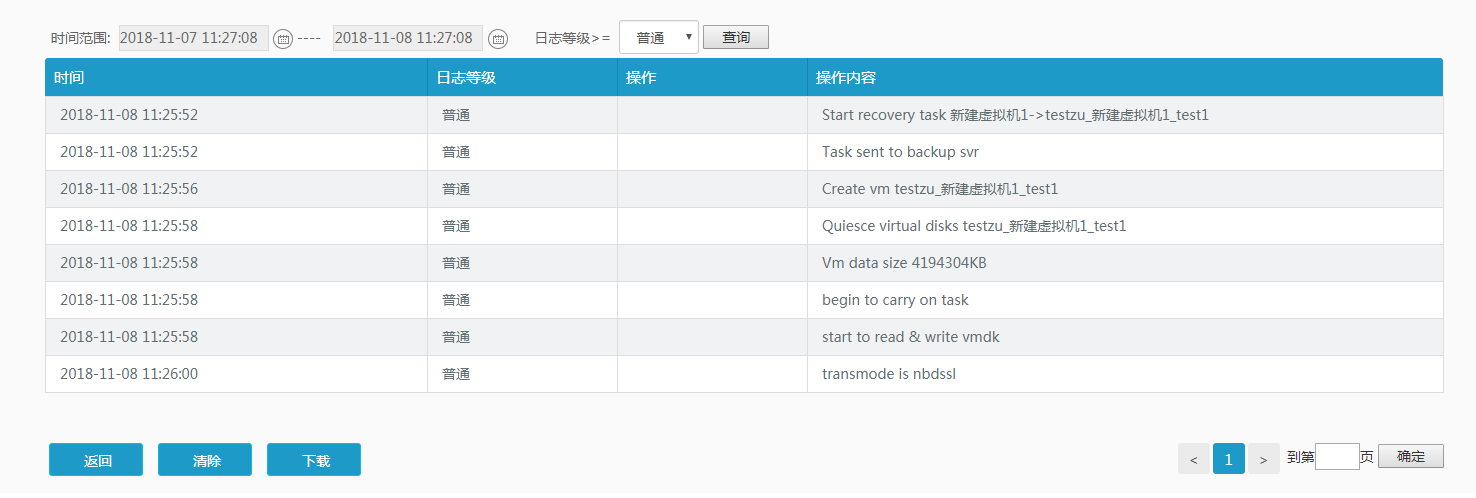 时间范围: 2018-11-07 11:27:08 ---- 2018-11-08 11:27:08 日志等级>= 普通 查询
时间 日志等级 操作 操作内容
2018-11-08 11:25:52 普通 Start recovery task 新建虚拟机1->testzu_新建虚拟机1_test1
2018-11-08 11:25:52 普通 Task sent to backup svr
2018-11-08 11:25:56 普通 Create vm testzu_新建虚拟机1_test1
2018-11-08 11:25:58 普通 Quiesce virtual disks testzu_新建虚拟机1_test1
2018-11-08 11:25:58 普通 Vm data size 4194304KB
2018-11-08 11:25:58 普通 begin to carry on task
2018-11-08 11:25:58 普通 start to read & write vmdk
2018-11-08 11:26:00 普通 transmode is nbdssl
返回 清除 下载 < 1 > 到第 页 确定